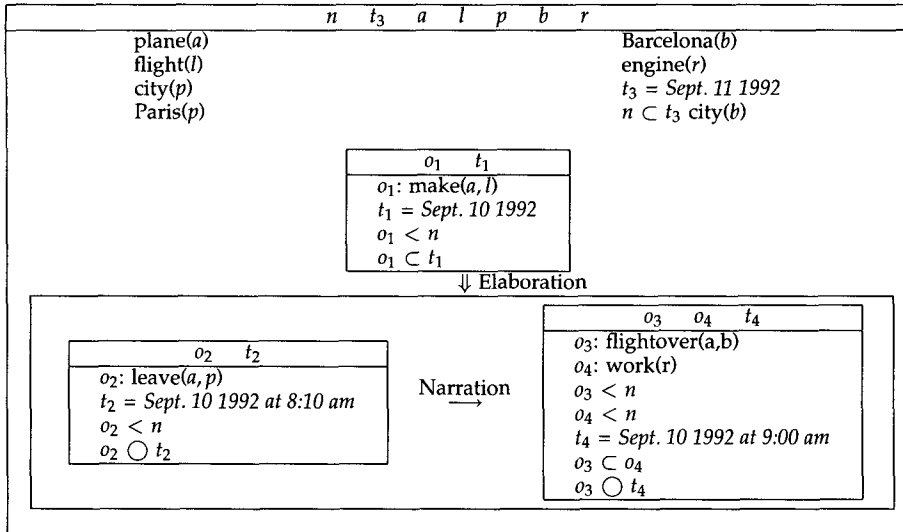 n t₃ a l p b r
plane(a)
flight(l)
city(p)
Paris(p)
Barcelona(b)
engine(r)
t₃ = Sept. 11 1992
n ⊂ t₃ city(b)
o₁ t₁
o₁: make(a, l)
t₁ = Sept. 10 1992
o₁ < n
o₁ ⊂ t₁
⇓ Elaboration
o₂ t₂
o₂: leave(a, p)
t₂ = Sept. 10 1992 at 8:10 am
o₂ < n
o₂ ◯ t₂
Narration
⟶
o₃ o₄ t₄
o₃: flightover(a,b)
o₄: work(r)
o₃ < n
o₄ < n
t₄ = Sept. 10 1992 at 9:00 am
o₃ ⊂ o₄
o₃ ◯ t₄